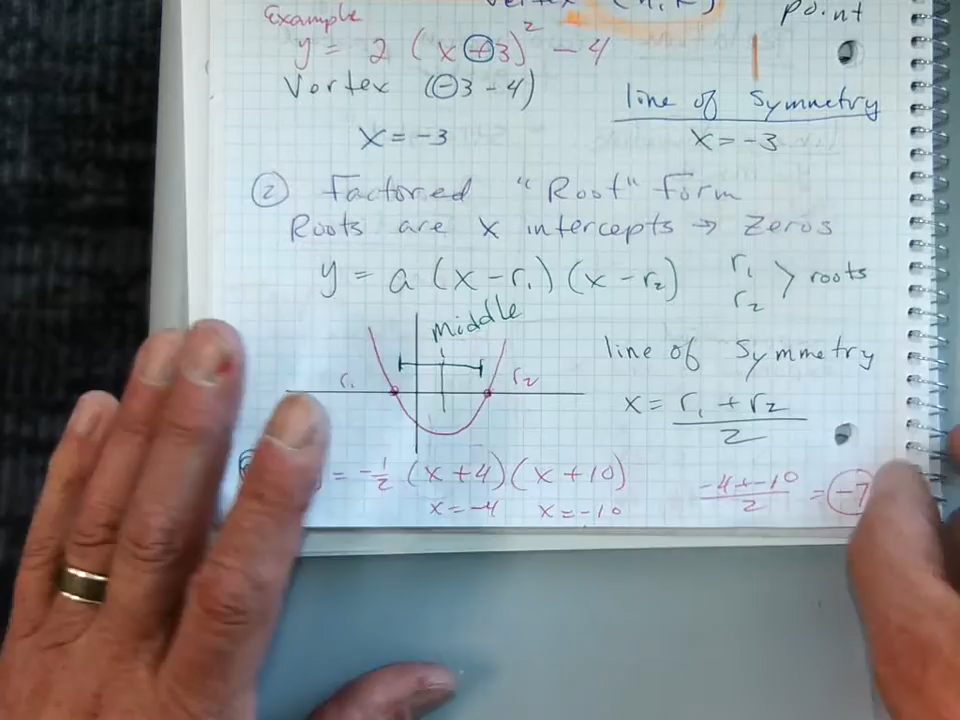 Example
Vertex (h, k) point
y = 2 (x + 3)² - 4
Vertex (-3 - 4)
line of Symmetry
x = -3
x = -3
② Factored "Root" Form
Roots are x intercepts → Zeros
y = a (x - r₁) (x - r₂)
r₁
r₂ > roots
middle
r₁
r₂
line of Symmetry
x = r₁ + r₂ / 2
= -1/2 (x + 4) (x + 10)
x = -4 x = -10
-4 + -10 / 2 = -7